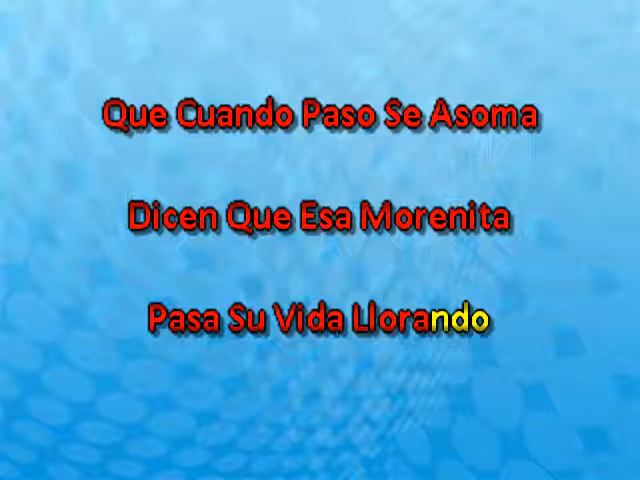 Que Cuando Paso Se Asoma
Dicen Que Esa Morenita
Pasa Su Vida Llorando